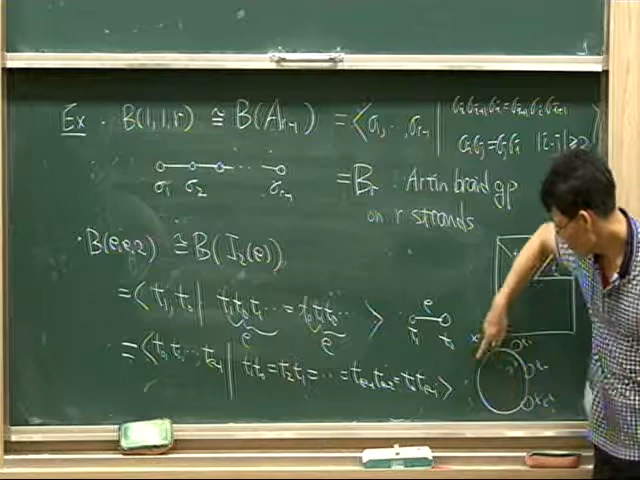 Ex · B(1,1,r) ≅ B(A_{r-1}) = ⟨σ_1, ..., σ_{r-1} | σ_iσ_{i+1}σ_i = σ_{i+1}σ_iσ_{i+1}
σ_iσ_j = σ_jσ_i |i-j| ≥ 2 ⟩
σ_1 σ_2 ... σ_{r-1}
= B_r : Artin braid gp
on r strands
· B(e,e,2) ≅ B(I_2(e))
= ⟨t_1, t_0 | t_1t_0t_1... = t_0t_1t_0... ⟩
e e
e
t_1 t_0
= ⟨t_0, t_1, ..., t_{e-1} | t_1t_0 = t_2t_1 = ... = t_{e-1}t_{e-2} = t_0t_{e-1}⟩